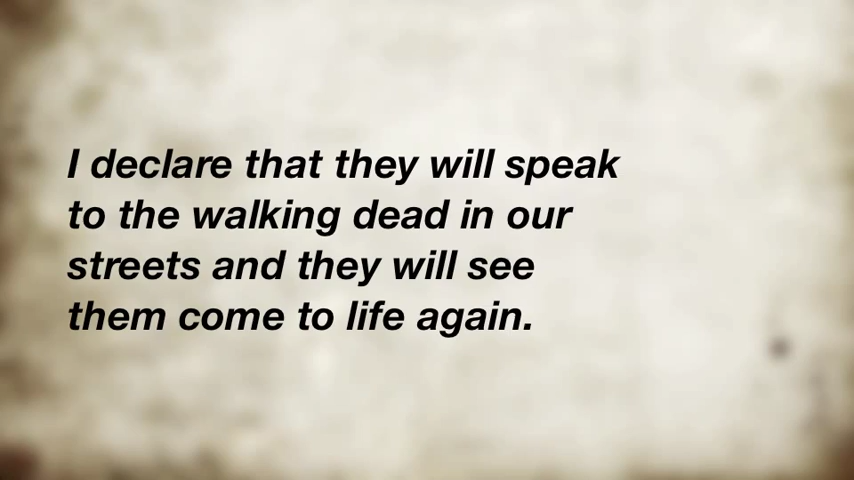 I declare that they will speak
to the walking dead in our
streets and they will see
them come to life again.